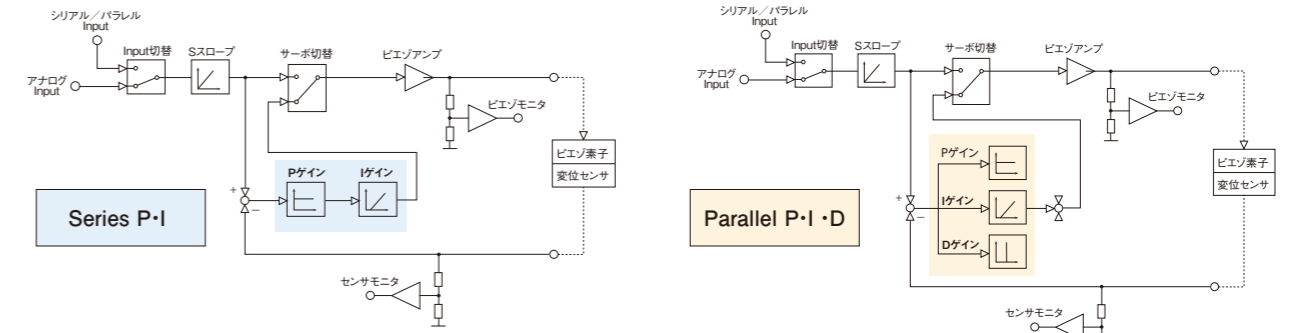 シリアル／パラレル
Input
アナログ
Input
Input切替
Sスロープ
サーボ切替
ピエゾアンプ
ピエゾモニタ
ピエゾ素子
変位センサ
Pゲイン
Iゲイン
+
−
Series P・I
センサモニタ
シリアル／パラレル
Input
アナログ
Input
Input切替
Sスロープ
サーボ切替
ピエゾアンプ
ピエゾモニタ
ピエゾ素子
変位センサ
Pゲイン
Iゲイン
Dゲイン
+
−
Parallel P・I・D
センサモニタ